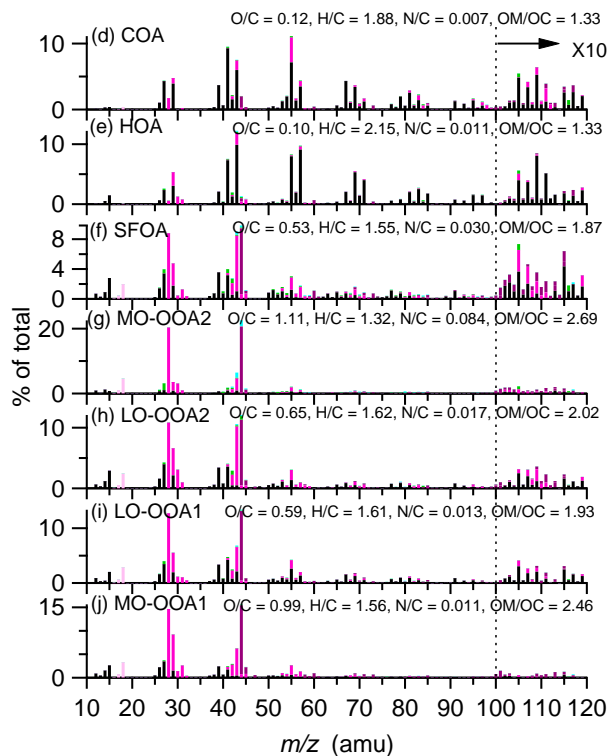 O/C = 0.12, H/C = 1.88, N/C = 0.007, OM/OC = 1.33
(d) COA
X10
10
5
0
O/C = 0.10, H/C = 2.15, N/C = 0.011, OM/OC = 1.33
(e) HOA
10
5
0
O/C = 0.53, H/C = 1.55, N/C = 0.030, OM/OC = 1.87
(f) SFOA
8
4
0
O/C = 1.11, H/C = 1.32, N/C = 0.084, OM/OC = 2.69
(g) MO-OOA2
20
0
O/C = 0.65, H/C = 1.62, N/C = 0.017, OM/OC = 2.02
(h) LO-OOA2
10
5
0
O/C = 0.59, H/C = 1.61, N/C = 0.013, OM/OC = 1.93
(i) LO-OOA1
10
5
0
O/C = 0.99, H/C = 1.56, N/C = 0.011, OM/OC = 2.46
(j) MO-OOA1
15
5
0
% of total
10 20 30 40 50 60 70 80 90 100 110 120
m/z (amu)